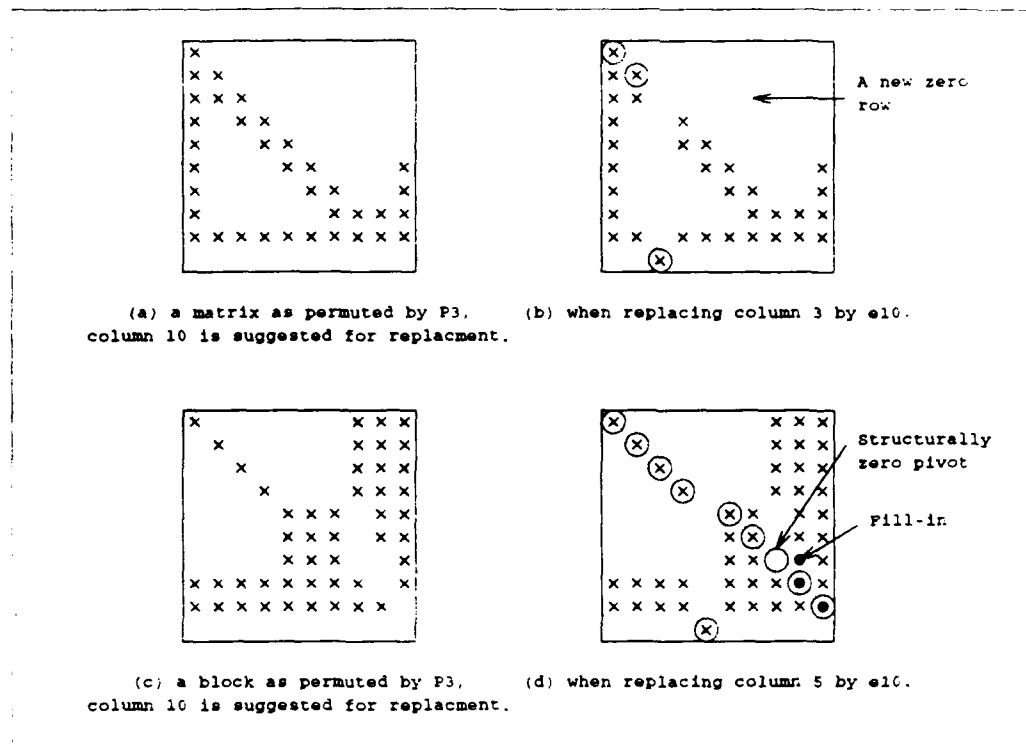 A new zero
row
(a) a matrix as permuted by P3,
column 10 is suggested for replacment.
(b) when replacing column 3 by e10.
Structurally
zero pivot
Fill-in
(c) a block as permuted by P3,
column 10 is suggested for replacment.
(d) when replacing column 5 by e10.